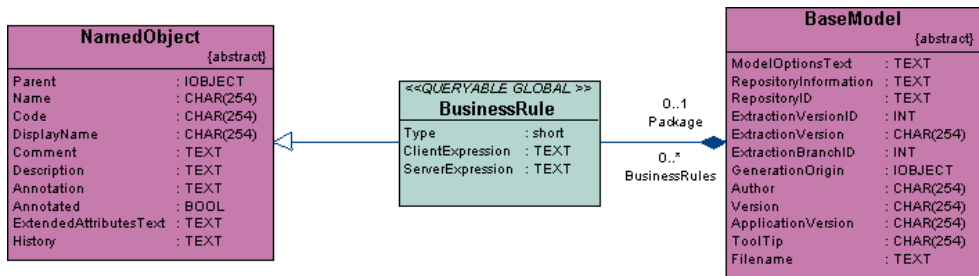 NamedObject
{abstract}
Parent : IOBJECT
Name : CHAR(254)
Code : CHAR(254)
DisplayName : CHAR(254)
Comment : TEXT
Description : TEXT
Annotation : TEXT
Annotated : BOOL
ExtendedAttributesText : TEXT
History : TEXT
<<QUERYABLE GLOBAL >>
BusinessRule
Type : short
ClientExpression : TEXT
ServerExpression : TEXT
0..1
Package
0..*
BusinessRules
BaseModel
{abstract}
ModelOptionsText : TEXT
RepositoryInformation : TEXT
RepositoryID : TEXT
ExtractionVersionID : INT
ExtractionVersion : CHAR(254)
ExtractionBranchID : INT
GenerationOrigin : IOBJECT
Author : CHAR(254)
Version : CHAR(254)
ApplicationVersion : CHAR(254)
ToolTip : CHAR(254)
Filename : TEXT